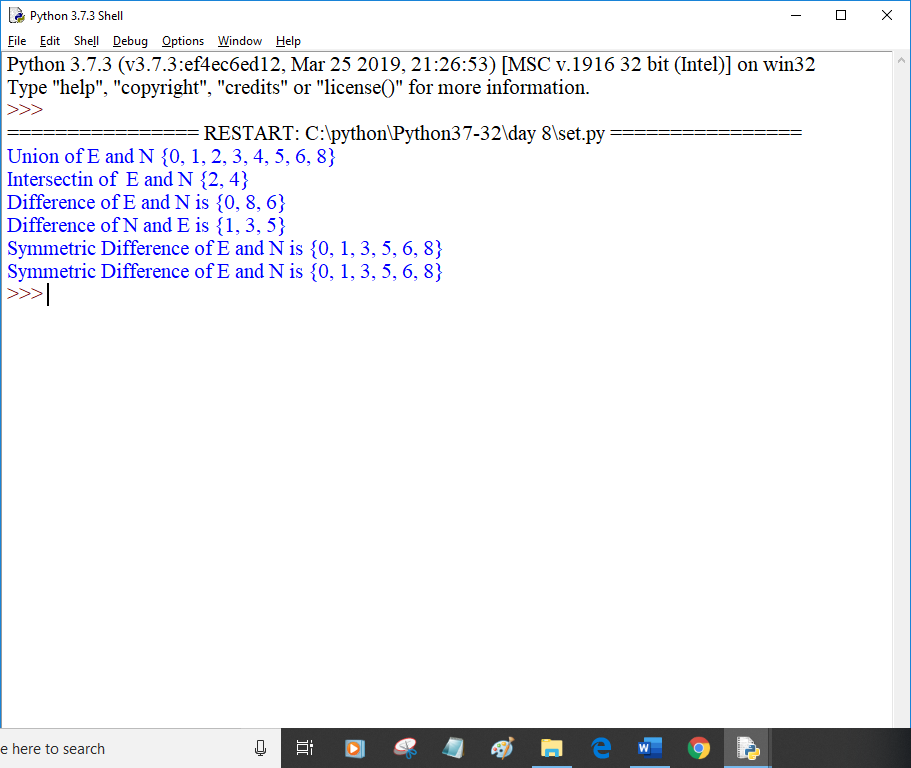 Python 3.7.3 Shell
File Edit Shell Debug Options Window Help
Python 3.7.3 (v3.7.3:ef4ec6ed12, Mar 25 2019, 21:26:53) [MSC v.1916 32 bit (Intel)] on win32
Type "help", "copyright", "credits" or "license()" for more information.
>>>
================ RESTART: C:\python\Python37-32\day 8\set.py ================
Union of E and N {0, 1, 2, 3, 4, 5, 6, 8}
Intersectin of  E and N {2, 4}
Difference of E and N is {0, 8, 6}
Difference of N and E is {1, 3, 5}
Symmetric Difference of E and N is {0, 1, 3, 5, 6, 8}
Symmetric Difference of E and N is {0, 1, 3, 5, 6, 8}
>>>
e here to search